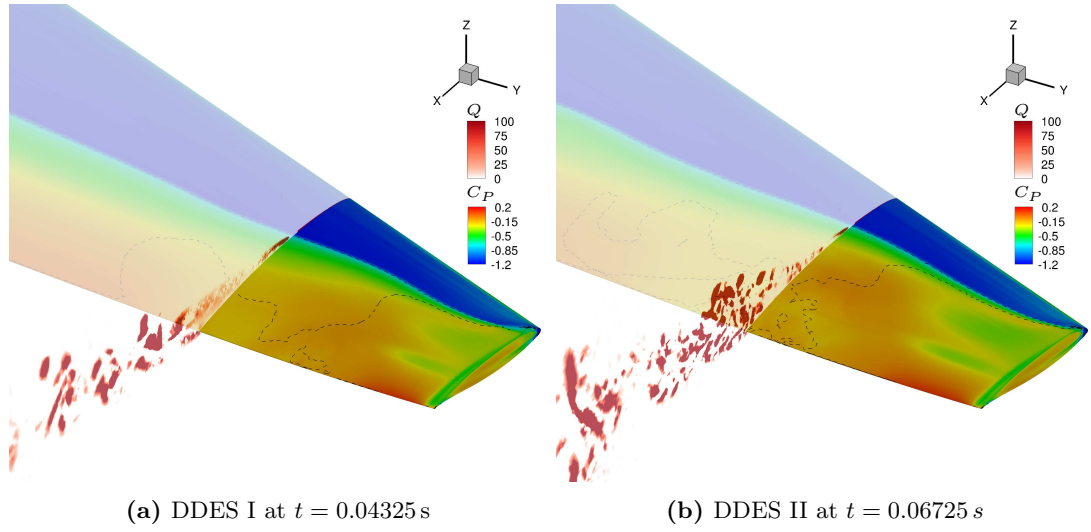 Z
X
Y
Q
100
75
50
25
0
C_P
0.2
-0.15
-0.5
-0.85
-1.2
Z
X
Y
Q
100
75
50
25
0
C_P
0.2
-0.15
-0.5
-0.85
-1.2
(a) DDES I at t = 0.04325 s
(b) DDES II at t = 0.06725 s